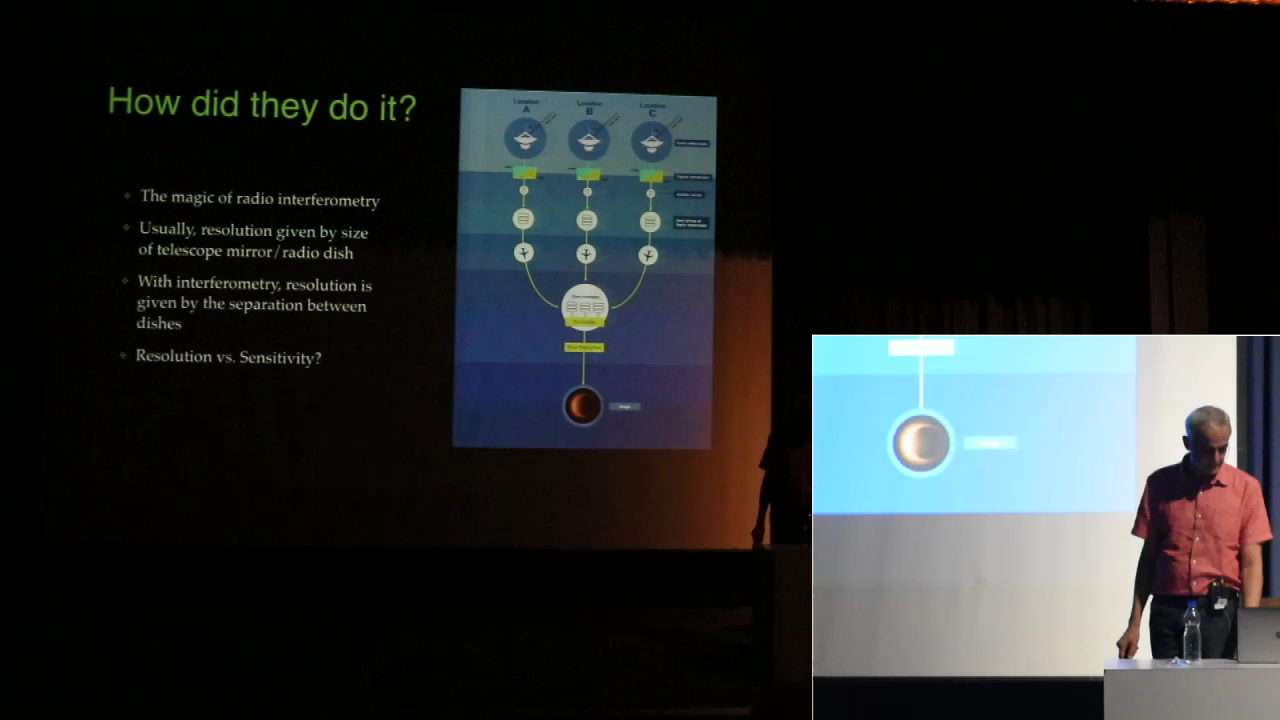 How did they do it?
The magic of radio interferometry
Usually, resolution given by size
of telescope mirror/radio dish
With interferometry, resolution is
given by the separation between
dishes
Resolution vs. Sensitivity?
Location
A
Location
B
Location
C